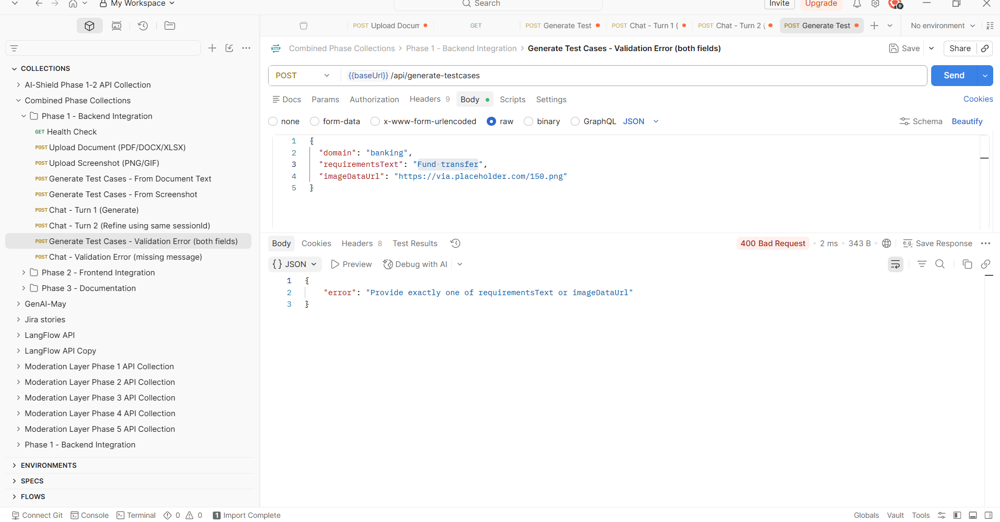 My Workspace
Search
Invite
Upgrade
POST Upload Docum
GET
POST Generate Test
POST Chat - Turn 1 (
POST Chat - Turn 2 (
POST Generate Test
No environment
COLLECTIONS
AI-Shield Phase 1-2 API Collection
Combined Phase Collections
Phase 1 - Backend Integration
GET Health Check
POST Upload Document (PDF/DOCX/XLSX)
POST Upload Screenshot (PNG/GIF)
POST Generate Test Cases - From Document Text
POST Generate Test Cases - From Screenshot
POST Chat - Turn 1 (Generate)
POST Chat - Turn 2 (Refine using same sessionId)
POST Generate Test Cases - Validation Error (both fields)
POST Chat - Validation Error (missing message)
Phase 2 - Frontend Integration
Phase 3 - Documentation
GenAI-May
Jira stories
LangFlow API
LangFlow API Copy
Moderation Layer Phase 1 API Collection
Moderation Layer Phase 2 API Collection
Moderation Layer Phase 3 API Collection
Moderation Layer Phase 4 API Collection
Moderation Layer Phase 5 API Collection
Phase 1 - Backend Integration
ENVIRONMENTS
SPECS
FLOWS
HTTP Combined Phase Collections > Phase 1 - Backend Integration > Generate Test Cases - Validation Error (both fields)
Save
Share
POST
{{baseUrl}} /api/generate-testcases
Send
Docs Params Authorization Headers 9 Body Scripts Settings
Cookies
none form-data x-www-form-urlencoded raw binary GraphQL JSON
Schema Beautify
1 {
2 "domain": "banking",
3 "requirementsText": "Fund transfer",
4 "imageDataUrl": "https://via.placeholder.com/150.png"
5 }
Body Cookies Headers 8 Test Results
400 Bad Request • 2 ms • 343 B • e.g. Save Response
{} JSON Preview Debug with AI
1 {
2 "error": "Provide exactly one of requirementsText or imageDataUrl"
3 }
Connect Git Console Terminal 0 0 1 Import Complete
Globals Vault Tools